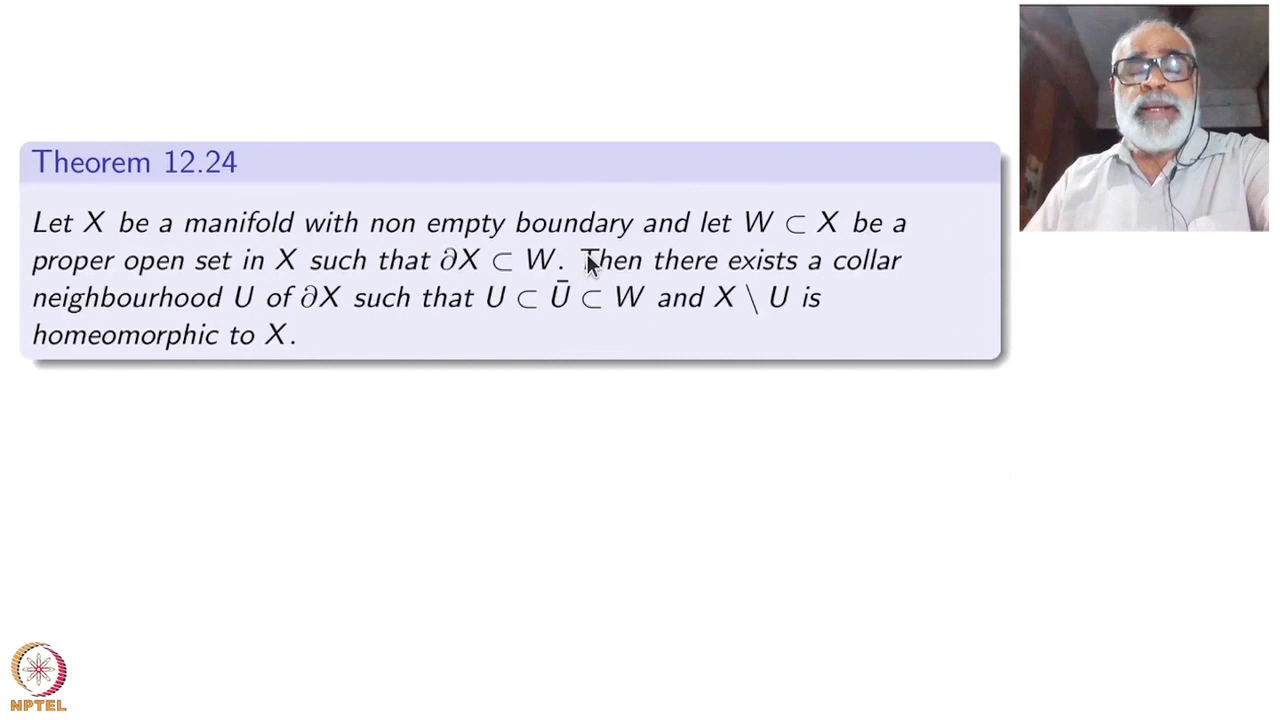 Theorem 12.24
Let X be a manifold with non empty boundary and let W ⊂ X be a
proper open set in X such that ∂X ⊂ W. Then there exists a collar
neighbourhood U of ∂X such that U ⊂ Ū ⊂ W and X \ U is
homeomorphic to X.
NPTEL